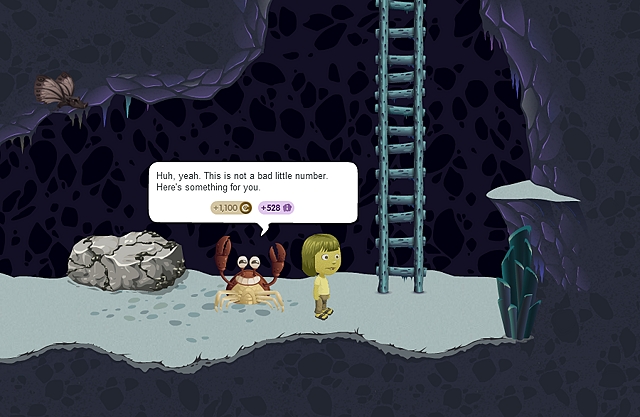 Huh, yeah. This is not a bad little number.
Here's something for you.
+1,100 +528